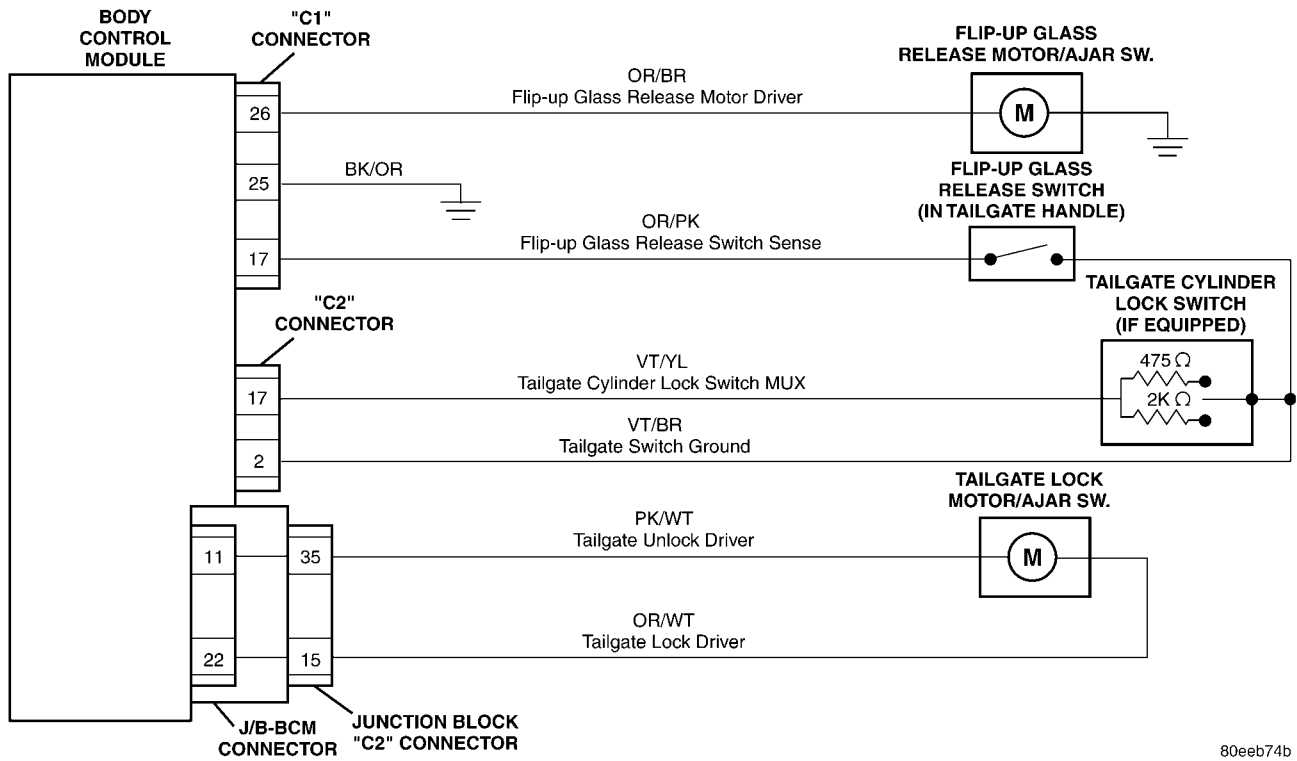 BODY
CONTROL
MODULE
"C1"
CONNECTOR
26
OR/BR
Flip-up Glass Release Motor Driver
FLIP-UP GLASS
RELEASE MOTOR/AJAR SW.
M
25
BK/OR
17
OR/PK
Flip-up Glass Release Switch Sense
FLIP-UP GLASS
RELEASE SWITCH
(IN TAILGATE HANDLE)
"C2"
CONNECTOR
17
VT/YL
Tailgate Cylinder Lock Switch MUX
TAILGATE CYLINDER
LOCK SWITCH
(IF EQUIPPED)
475 Ω
2K Ω
2
VT/BR
Tailgate Switch Ground
11
35
PK/WT
Tailgate Unlock Driver
TAILGATE LOCK
MOTOR/AJAR SW.
M
22
15
OR/WT
Tailgate Lock Driver
J/B-BCM
CONNECTOR
JUNCTION BLOCK
"C2" CONNECTOR
80eeb74b